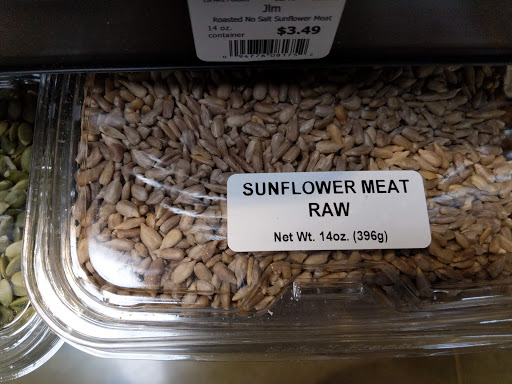 Jim
Roasted No Salt Sunflower Meat
14 oz.
container
$3.49
SUNFLOWER MEAT
RAW
Net Wt. 14oz. (396g)